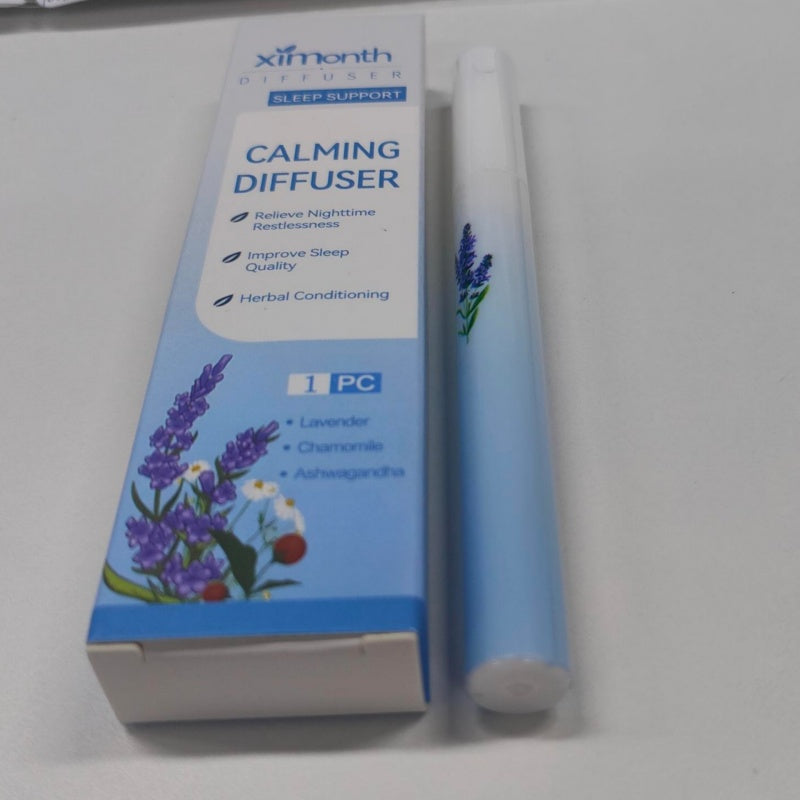 ximonth
DIFFUSER
SLEEP SUPPORT
CALMING
DIFFUSER
Relieve Nighttime
Restlessness
Improve Sleep
Quality
Herbal Conditioning
1 PC
• Lavender
• Chamomile
• Ashwagandha